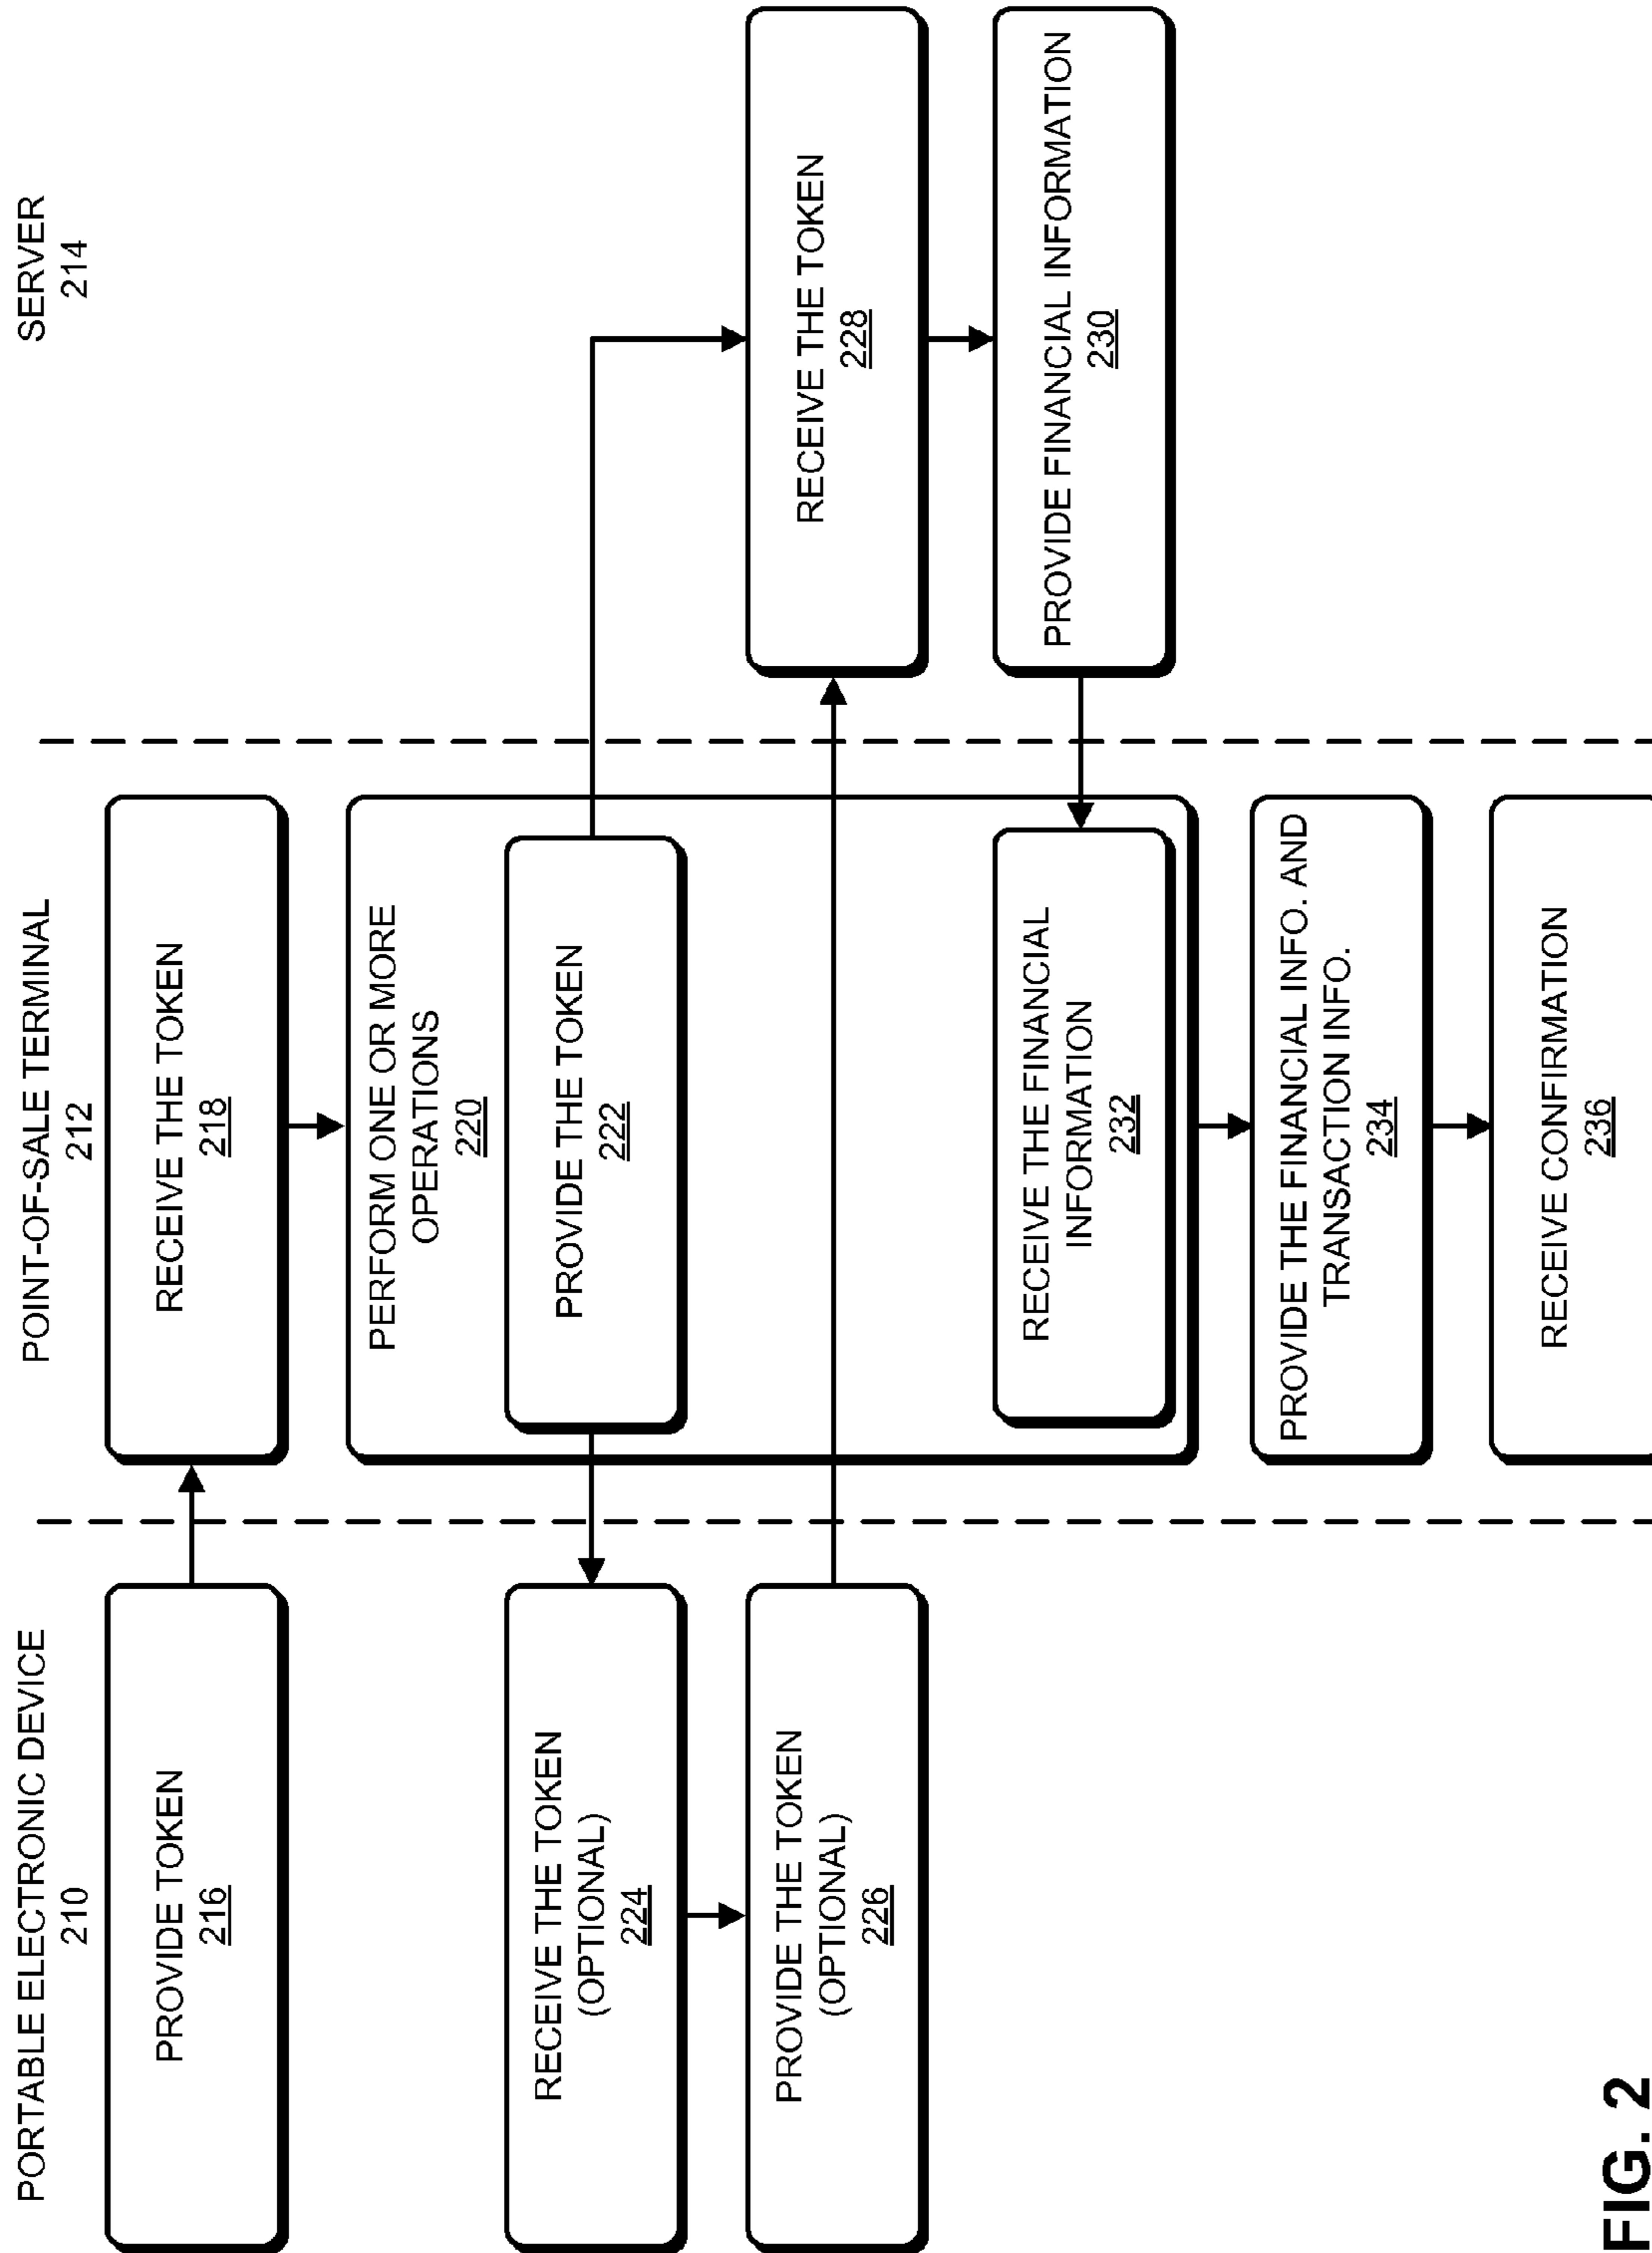 PORTABLE ELECTRONIC DEVICE
210
POINT-OF-SALE TERMINAL
212
SERVER
214
PROVIDE TOKEN
216
RECEIVE THE TOKEN
218
PERFORM ONE OR MORE
OPERATIONS
220
PROVIDE THE TOKEN
222
RECEIVE THE TOKEN
(OPTIONAL)
224
PROVIDE THE TOKEN
(OPTIONAL)
226
RECEIVE THE TOKEN
228
PROVIDE FINANCIAL INFORMATION
230
RECEIVE THE FINANCIAL
INFORMATION
232
PROVIDE THE FINANCIAL INFO. AND
TRANSACTION INFO.
234
RECEIVE CONFIRMATION
236
FIG. 2